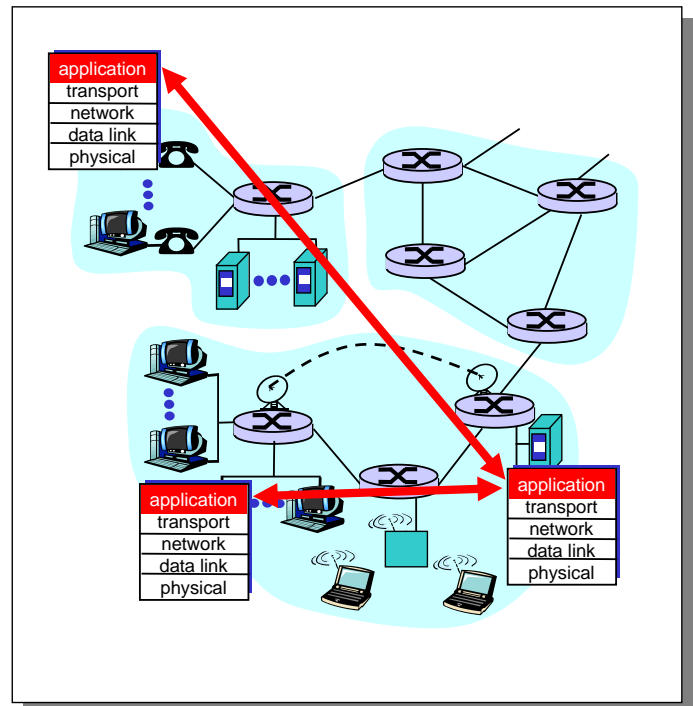 application
transport
network
data link
physical
application
transport
network
data link
physical
application
transport
network
data link
physical